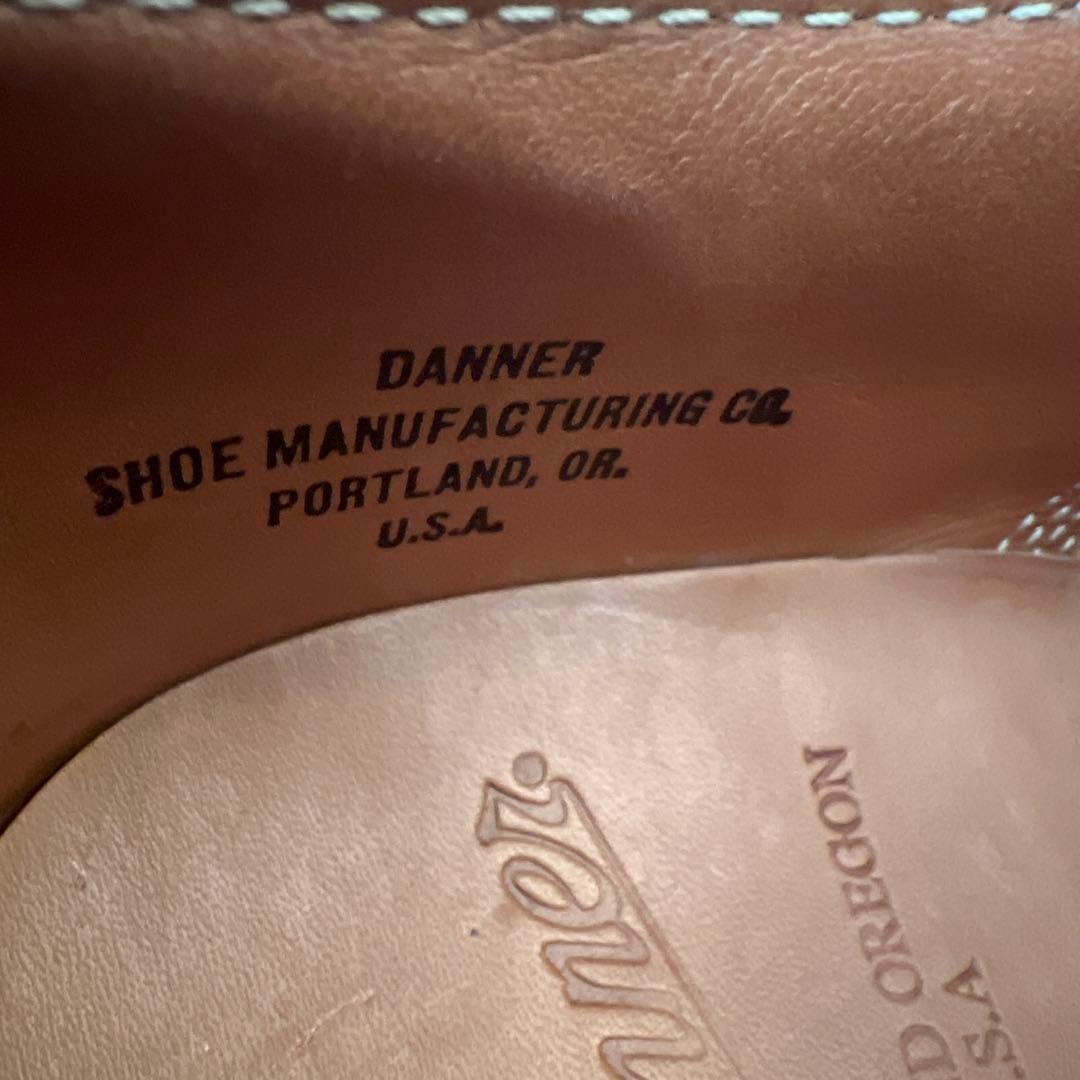 DANNER
SHOE MANUFACTURING CO.
PORTLAND, OR.
U.S.A.
OREGON